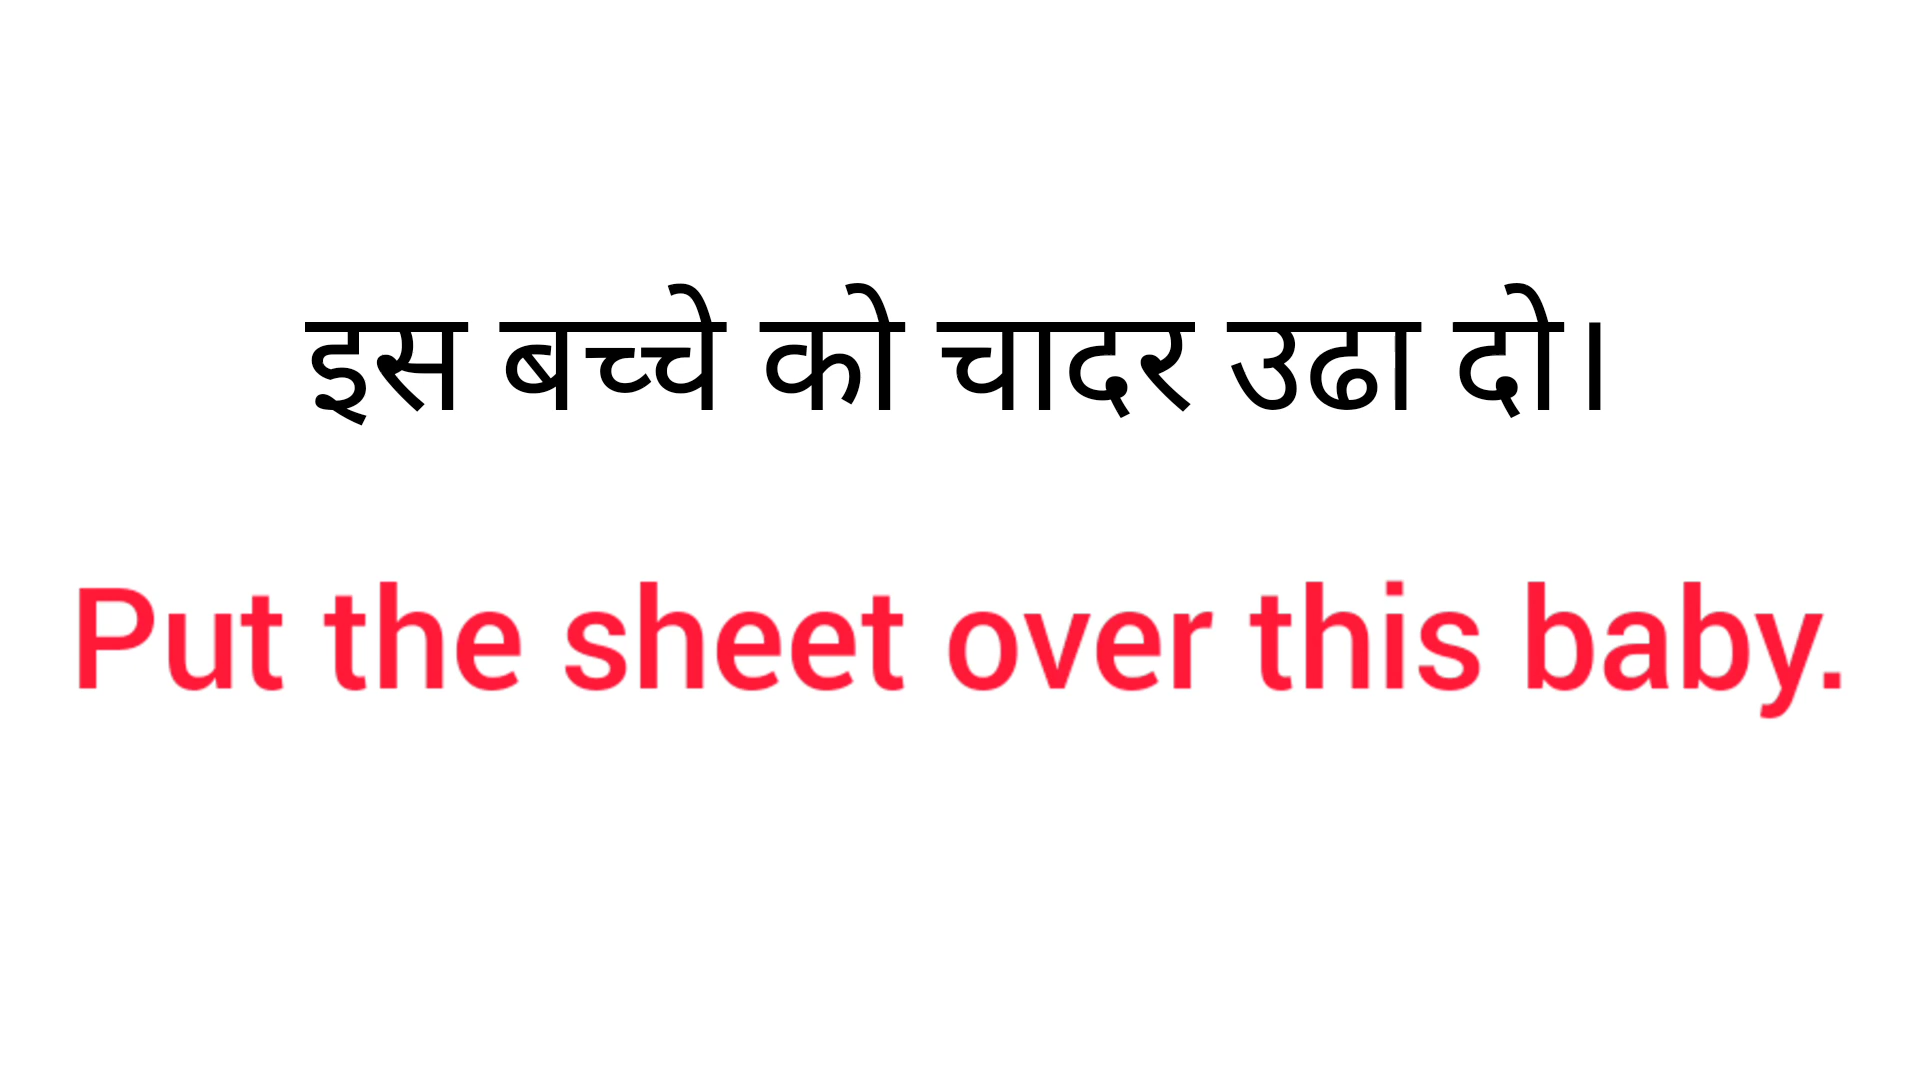 इस बच्चे को चादर उढा दो।
Put the sheet over this baby.